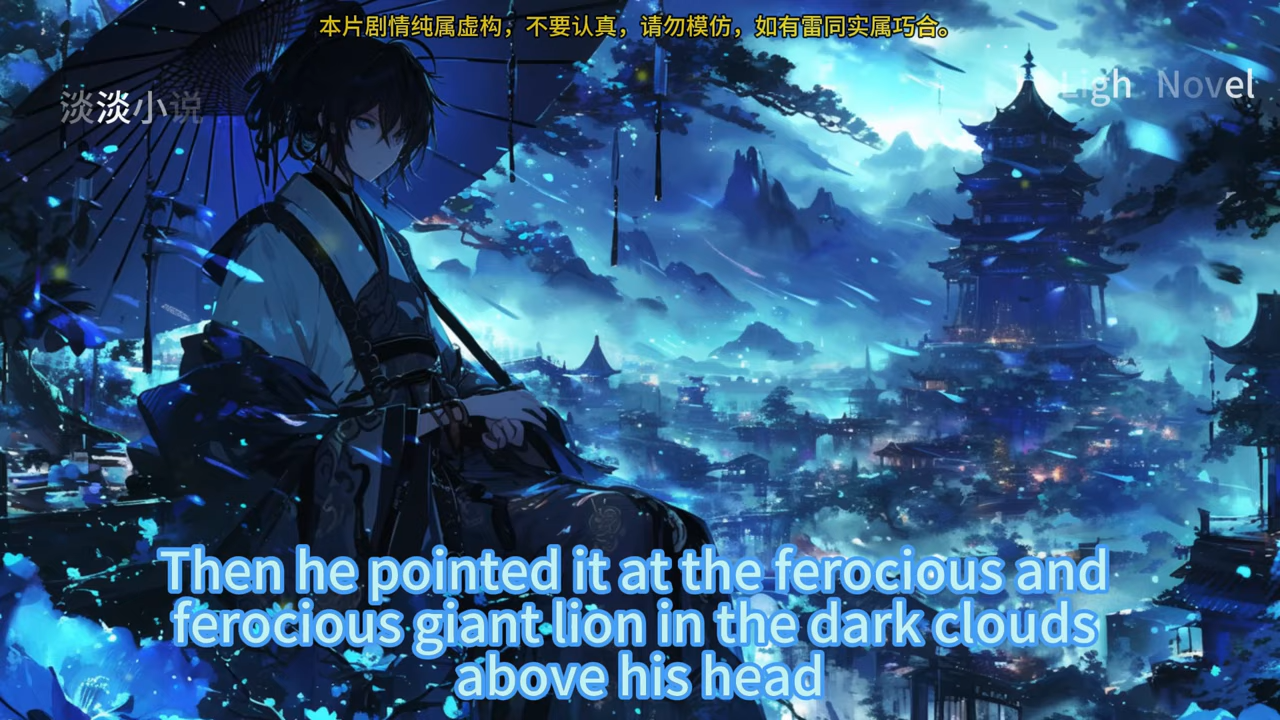 本片剧情纯属虚构，不要认真，请勿模仿，如有雷同实属巧合。
淡淡小说
Ligh Novel
Then he pointed it at the ferocious and
ferocious giant lion in the dark clouds
above his head